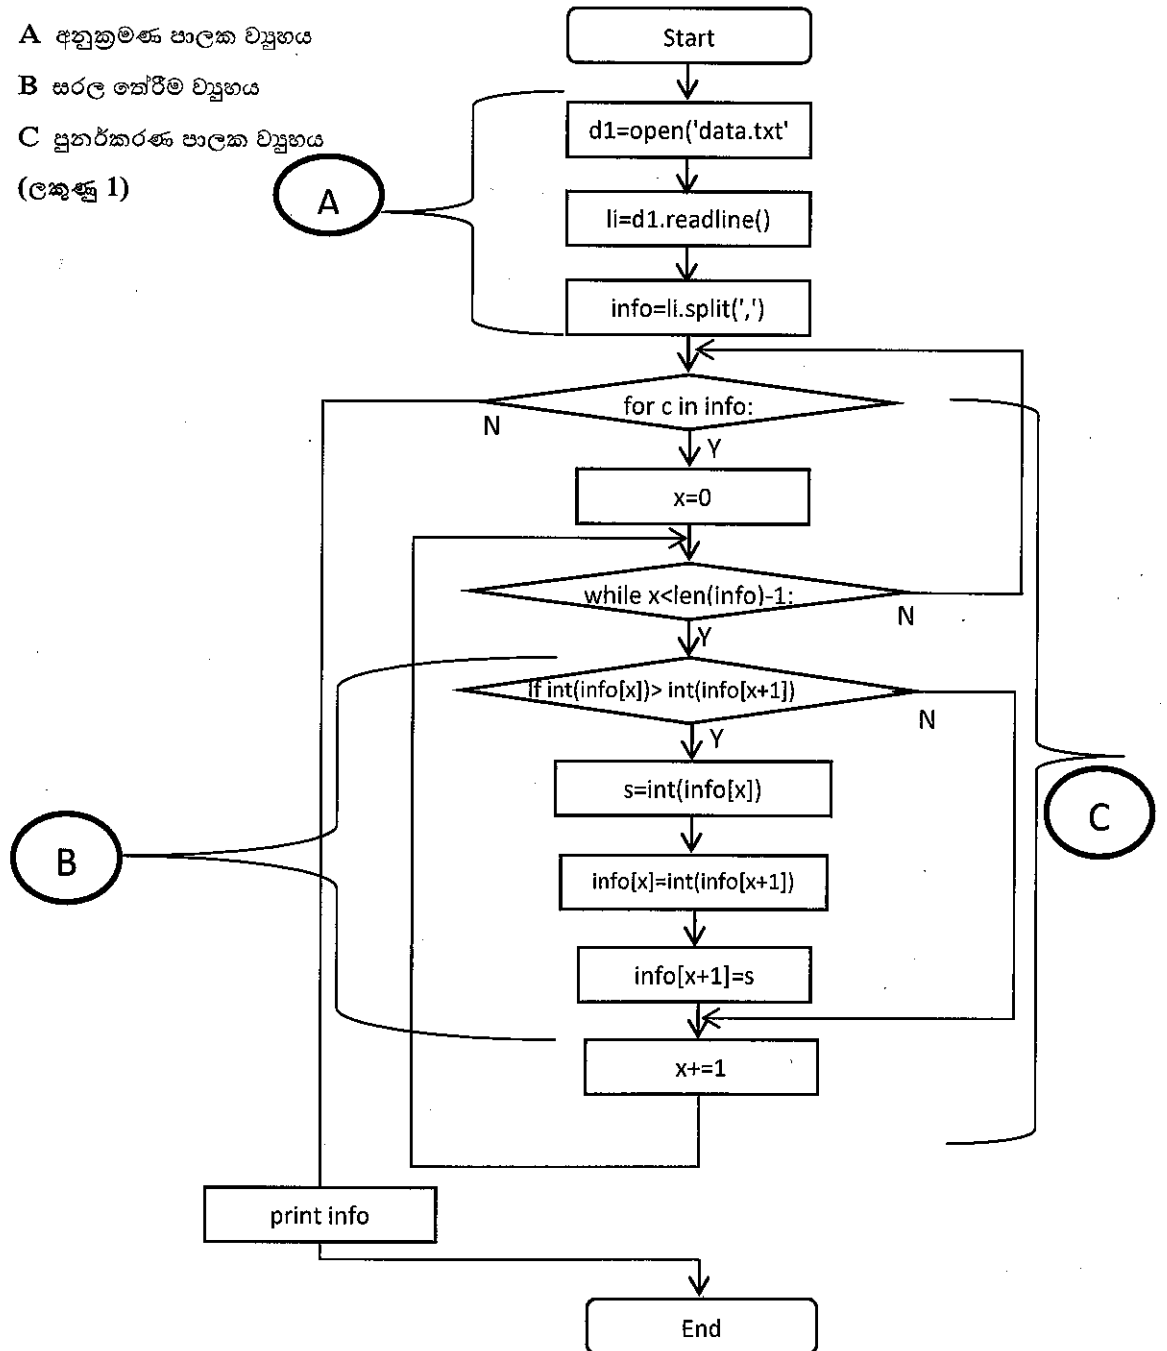 A අනුක්‍රමණ පාලක ව්‍යුහය
B සරල තේරීම ව්‍යුහය
C පුනර්කරණ පාලක ව්‍යුහය
(ලකුණු 1)
Start
d1=open('data.txt'
A
li=d1.readline()
info=li.split(',')
for c in info:
N
Y
x=0
while x<len(info)-1:
N
Y
if int(info[x])> int(info[x+1])
N
Y
s=int(info[x])
C
B
info[x]=int(info[x+1])
info[x+1]=s
x+=1
print info
End